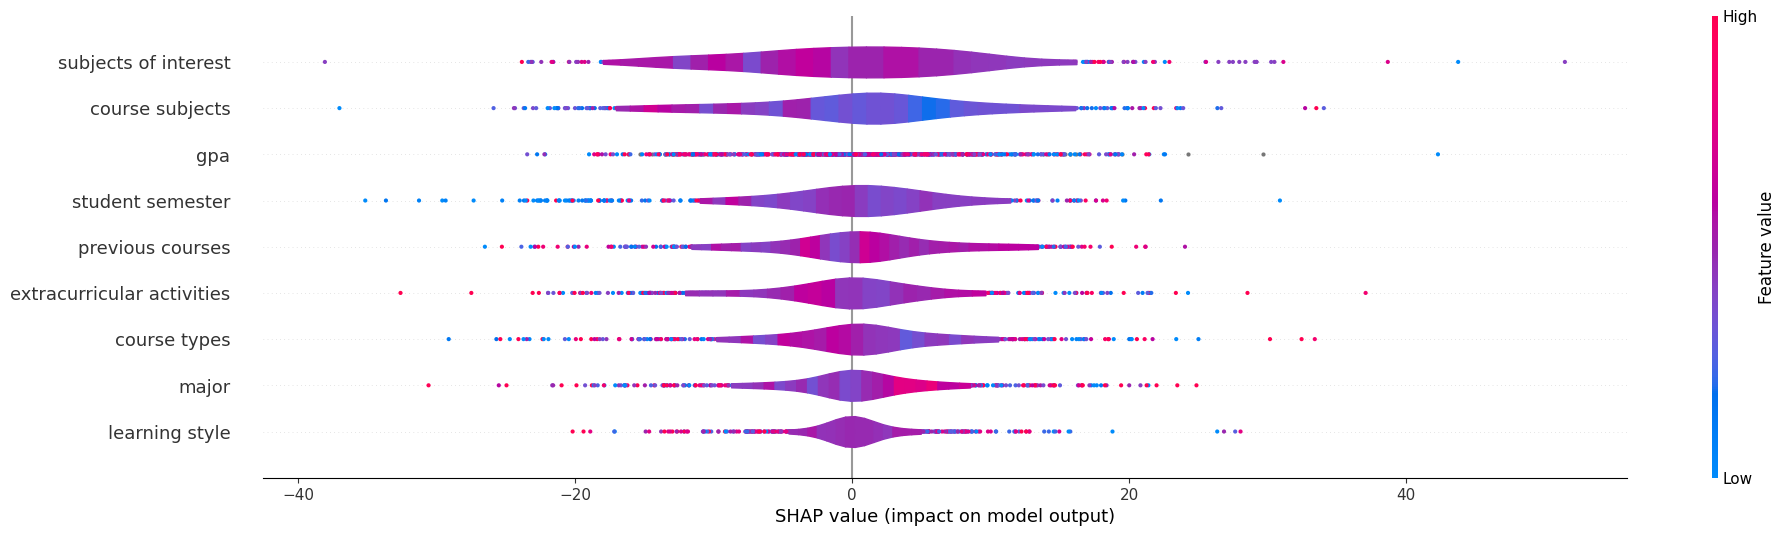 High
subjects of interest
course subjects
gpa
student semester
previous courses
extracurricular activities
course types
major
learning style
Feature value
Low
−40
−20
0
20
40
SHAP value (impact on model output)